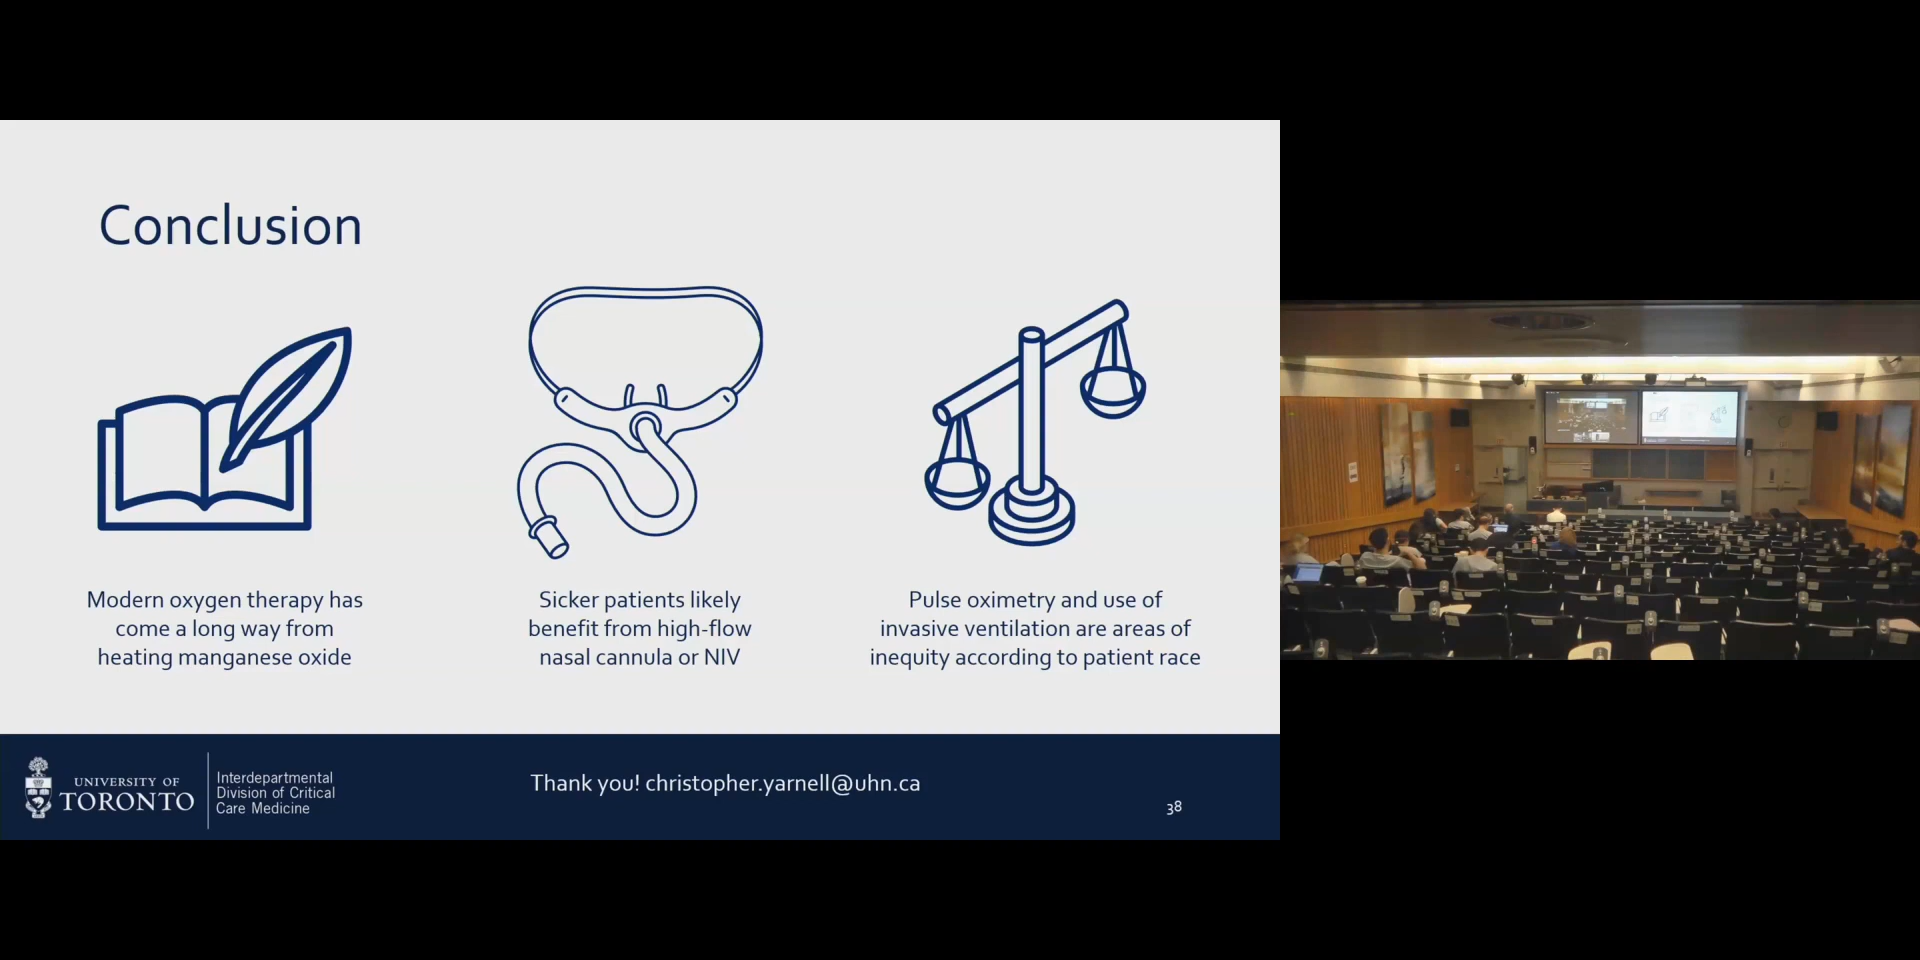 Conclusion
Modern oxygen therapy has
come a long way from
heating manganese oxide
Sicker patients likely
benefit from high-flow
nasal cannula or NIV
Pulse oximetry and use of
invasive ventilation are areas of
inequity according to patient race
UNIVERSITY OF
TORONTO
Interdepartmental
Division of Critical
Care Medicine
Thank you! christopher.yarnell@uhn.ca
38